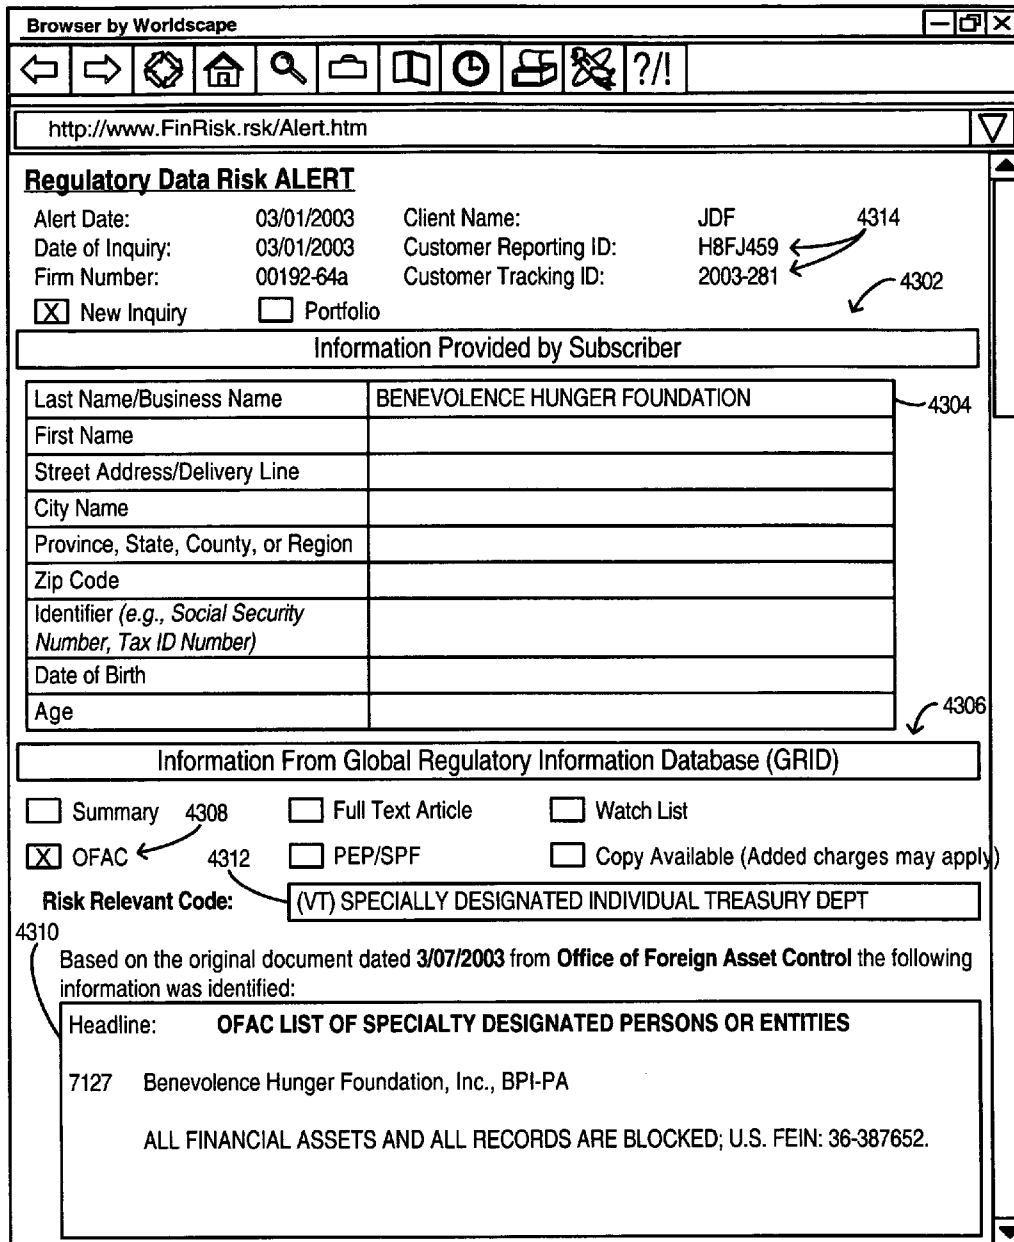 Browser by Worldscape
?/!
http://www.FinRisk.rsk/Alert.htm
Regulatory Data Risk ALERT
Alert Date: 03/01/2003 Client Name: JDF 4314
Date of Inquiry: 03/01/2003 Customer Reporting ID: H8FJ459
Firm Number: 00192-64a Customer Tracking ID: 2003-281 4302
X New Inquiry Portfolio
Information Provided by Subscriber
Last Name/Business Name BENEVOLENCE HUNGER FOUNDATION 4304
First Name
Street Address/Delivery Line
City Name
Province, State, County, or Region
Zip Code
Identifier (e.g., Social Security
Number, Tax ID Number)
Date of Birth
Age 4306
Information From Global Regulatory Information Database (GRID)
Summary 4308 Full Text Article Watch List
X OFAC 4312 PEP/SPF Copy Available (Added charges may apply)
Risk Relevant Code: (VT) SPECIALLY DESIGNATED INDIVIDUAL TREASURY DEPT
4310
Based on the original document dated 3/07/2003 from Office of Foreign Asset Control the following
information was identified:
Headline: OFAC LIST OF SPECIALTY DESIGNATED PERSONS OR ENTITIES
7127 Benevolence Hunger Foundation, Inc., BPI-PA
ALL FINANCIAL ASSETS AND ALL RECORDS ARE BLOCKED; U.S. FEIN: 36-387652.